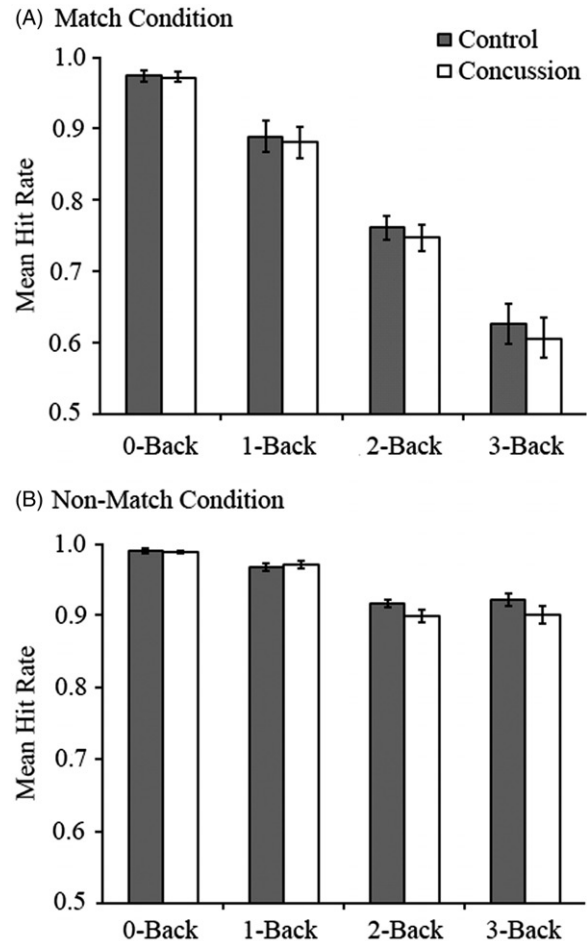 (A) Match Condition
Control
Concussion
Mean Hit Rate
1.0
0.9
0.8
0.7
0.6
0.5
0-Back 1-Back 2-Back 3-Back
(B) Non-Match Condition
Mean Hit Rate
1.0
0.9
0.8
0.7
0.6
0.5
0-Back 1-Back 2-Back 3-Back